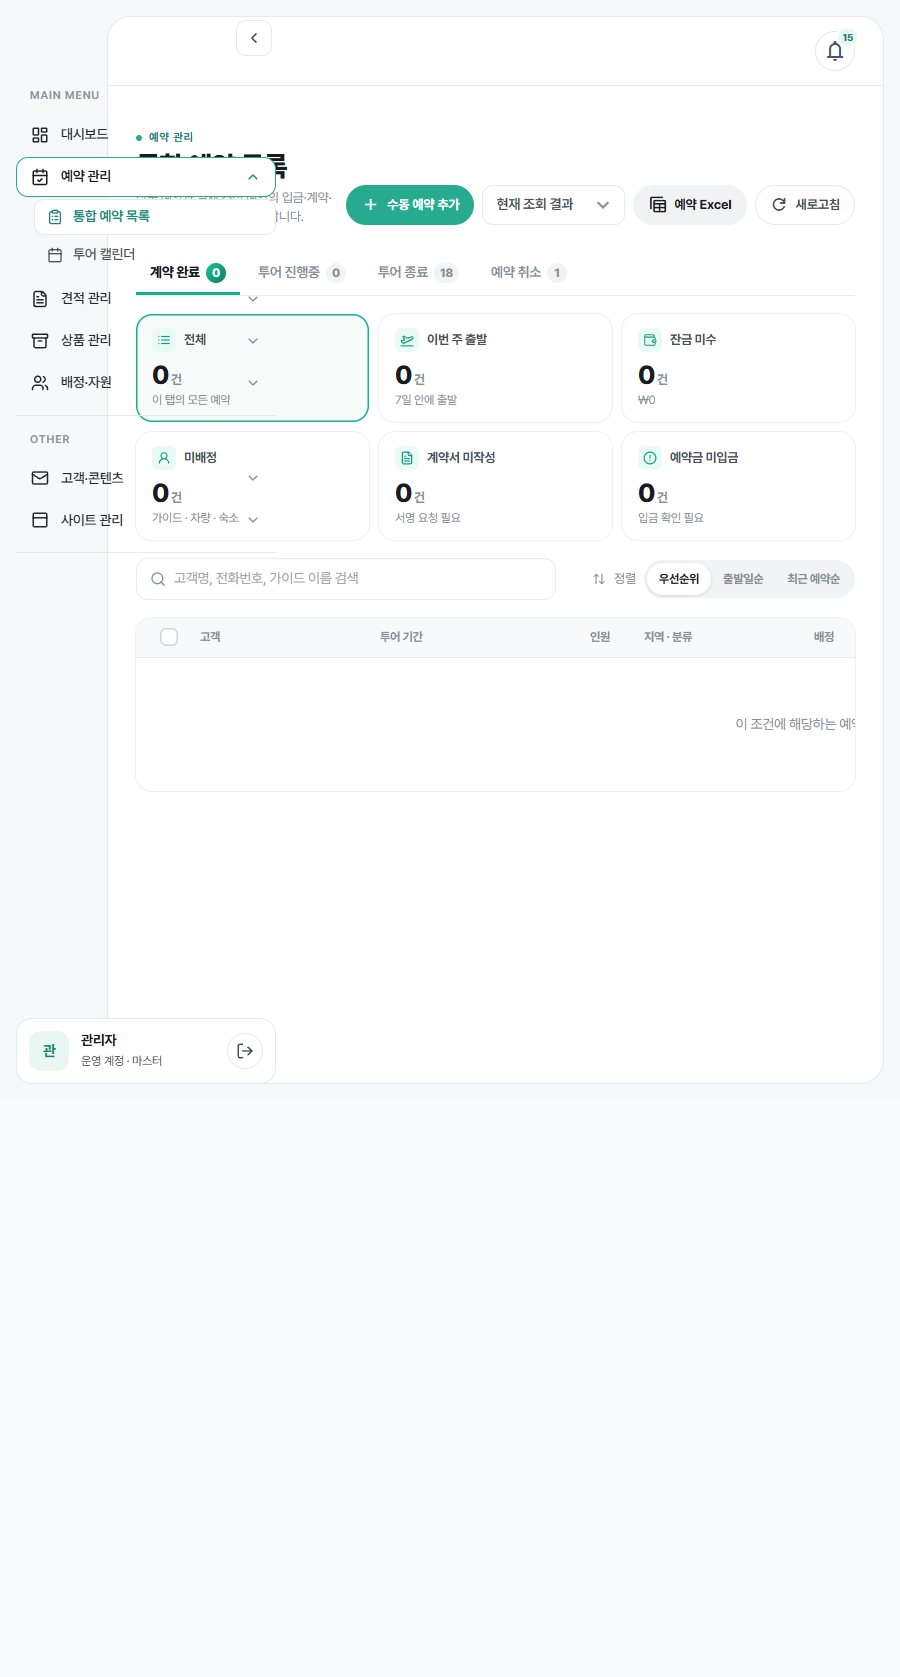 15
MAIN MENU
대시보드
예약 관리
통합 예약 목록
투어 캘린더
견적 관리
상품 관리
배정·자원
OTHER
고객·콘텐츠
사이트 관리
관
관리자
운영 계정 · 마스터
예약 관리
입금·계약·
니다.
수동 예약 추가
현재 조회 결과
예약 Excel
새로고침
계약 완료 0
투어 진행중 0
투어 종료 18
예약 취소 1
전체
0건
이 탭의 모든 예약
이번 주 출발
0건
7일 안에 출발
잔금 미수
0건
₩0
미배정
0건
가이드 · 차량 · 숙소
계약서 미작성
0건
서명 요청 필요
예약금 미입금
0건
입금 확인 필요
고객명, 전화번호, 가이드 이름 검색
정렬
우선순위
출발일순
최근 예약순
고객 투어 기간 인원 지역 · 분류 배정
이 조건에 해당하는